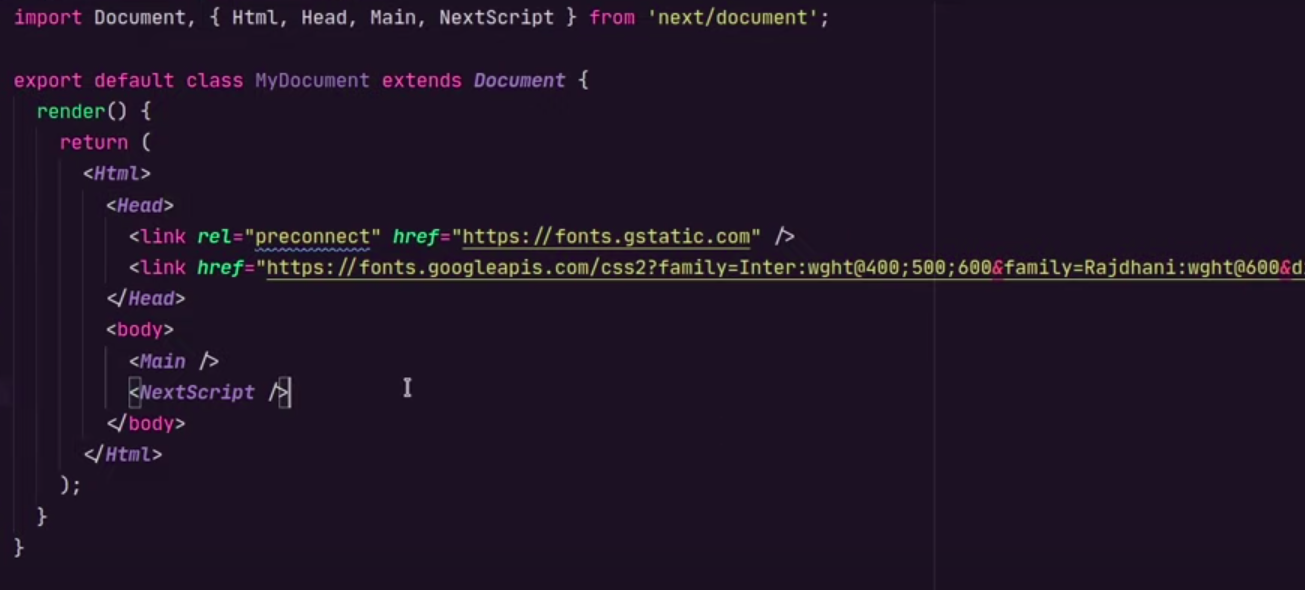 import Document, { Html, Head, Main, NextScript } from 'next/document';
export default class MyDocument extends Document {
render() {
return (
<Html>
<Head>
<link rel="preconnect" href="https://fonts.gstatic.com" />
<link href="https://fonts.googleapis.com/css2?family=Inter:wght@400;500;600&family=Rajdhani:wght@600&d
</Head>
<body>
<Main />
<NextScript />
</body>
</Html>
);
}
}